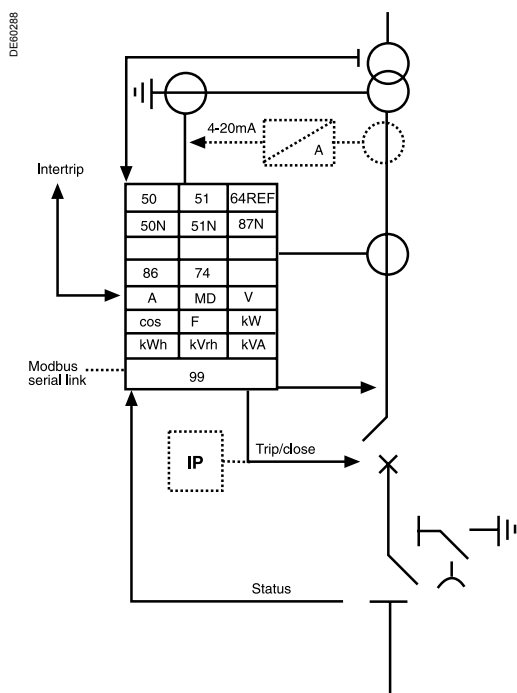 DE60288
4-20mA
A
Intertrip
50 51 64REF
50N 51N 87N
86 74
A MD V
cos F kW
kWh kVrh kVA
99
Modbus
serial link
IP
Trip/close
Status